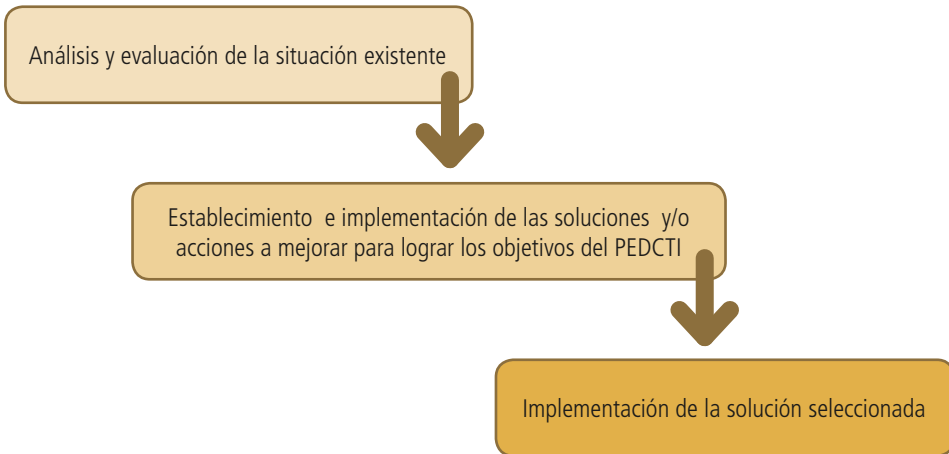 Análisis y evaluación de la situación existente
Establecimiento e implementación de las soluciones y/o
acciones a mejorar para lograr los objetivos del PEDCTI
Implementación de la solución seleccionada